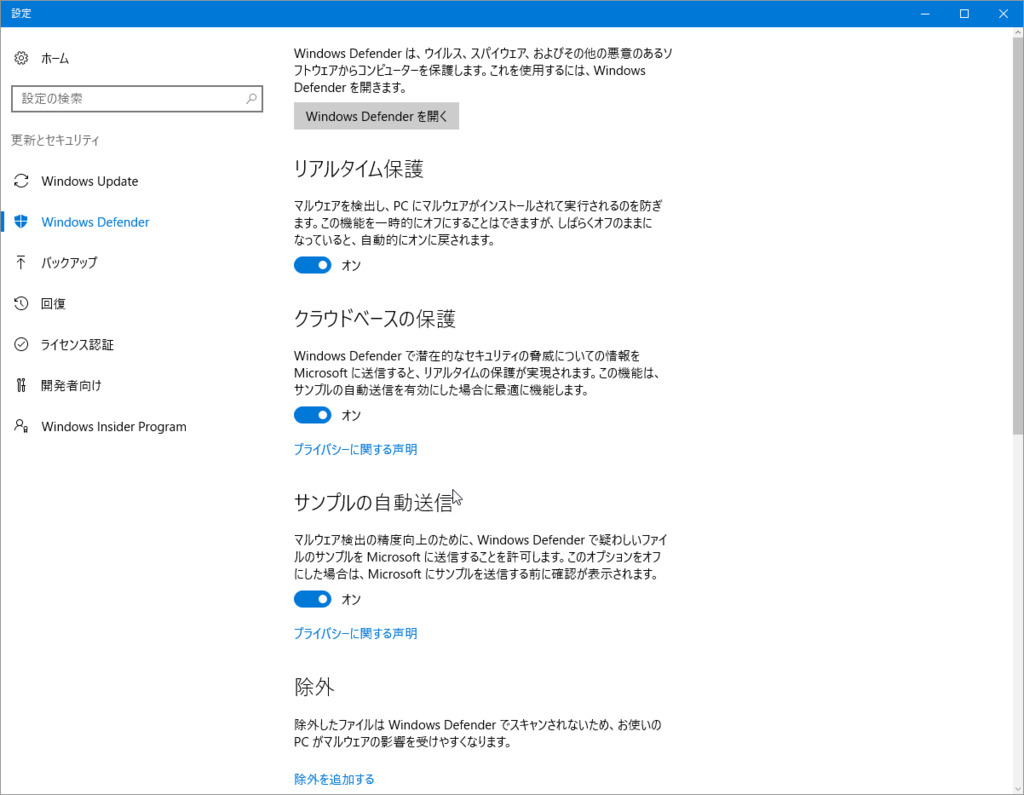 設定
ホーム
設定の検索
更新とセキュリティ
Windows Update
Windows Defender
バックアップ
回復
ライセンス認証
開発者向け
Windows Insider Program
Windows Defender は、ウイルス、スパイウェア、およびその他の悪意のあるソ
フトウェアからコンピューターを保護します。これを使用するには、Windows
Defender を開きます。
Windows Defender を開く
リアルタイム保護
マルウェアを検出し、PC にマルウェアがインストールされて実行されるのを防ぎ
ます。この機能を一時的にオフにすることはできますが、しばらくオフのままに
なっていると、自動的にオンに戻されます。
オン
クラウドベースの保護
Windows Defender で潜在的なセキュリティの脅威についての情報を
Microsoft に送信すると、リアルタイムの保護が実現されます。この機能は、
サンプルの自動送信を有効にした場合に最適に機能します。
オン
プライバシーに関する声明
サンプルの自動送信
マルウェア検出の精度向上のために、Windows Defender で疑わしいファイ
ルのサンプルを Microsoft に送信することを許可します。このオプションをオフ
にした場合は、Microsoft にサンプルを送信する前に確認が表示されます。
オン
プライバシーに関する声明
除外
除外したファイルは Windows Defender でスキャンされないため、お使いの
PC がマルウェアの影響を受けやすくなります。
除外を追加する